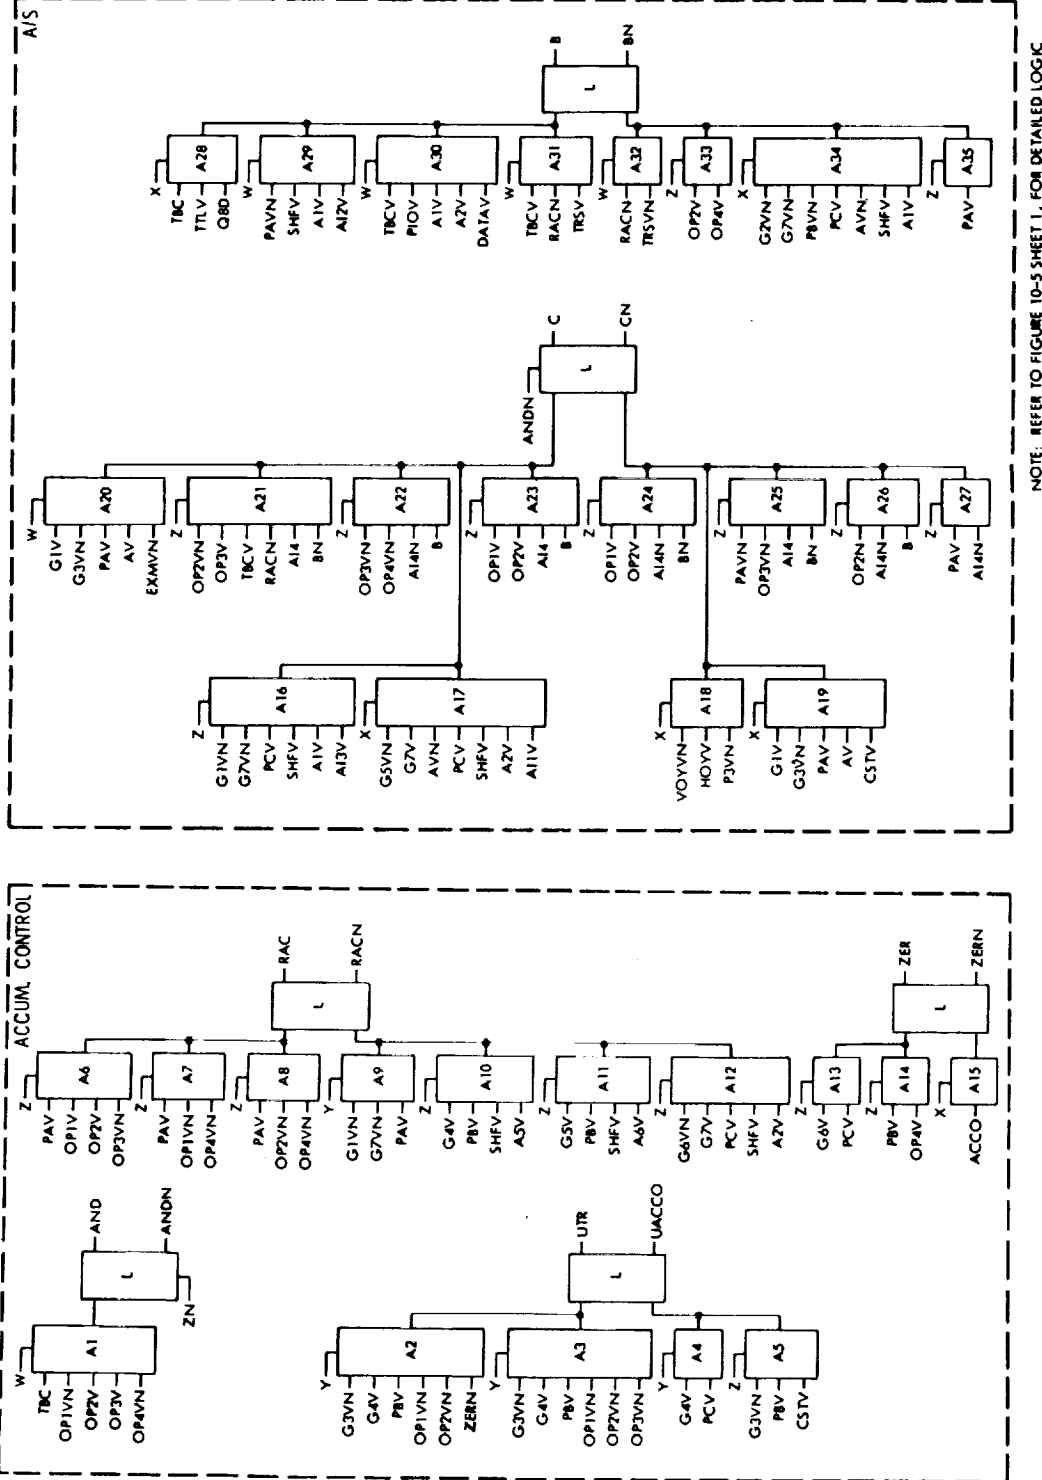 ACCUM. CONTROL
W
TBC
OP1VN
OP2V
OP3V
OP4VN
A1
L
ZN
AND
ANDN
Y
G3VN
G4V
PBV
OP1VN
OP2VN
ZERN
A2
Y
G3VN
G4V
PBV
OP1VN
OP2VN
OP3VN
A3
Y
G4V
PCV
A4
Z
G3VN
PBV
CSTV
A5
L
UTR
UACCO
Z
PAV
OP1V
OP2V
OP3VN
A6
Z
PAV
OP1VN
OP4VN
A7
Z
PAV
OP2VN
OP4VN
A8
Y
G1VN
G7VN
PAV
A9
Z
G4V
PBV
SHFV
A5V
A10
L
RAC
RACN
Z
G5V
PBV
SHFV
A6V
A11
Z
G6VN
G7V
PCV
SHFV
A2V
A12
Z
G6V
PCV
A13
Z
PBV
OP4V
A14
X
ACCO
A15
L
ZER
ZERN
A/S
Z
G1VN
G7VN
PCV
SHFV
A1V
A13V
A16
X
G5VN
G7V
AVN
PCV
SHFV
A2V
A11V
A17
X
VOYVN
HOYV
P3VN
A18
X
G1V
G3VN
PAV
AV
CSTV
A19
W
G1V
G3VN
PAV
AV
EXMVN
A20
Z
OP2VN
OP3V
TBCV
RACN
A14
BN
A21
Z
OP3VN
OP4VN
A14N
B
A22
Z
OP1V
OP2V
A14
B
A23
Z
OP1V
OP2V
A14N
BN
A24
Z
PAVN
OP3VN
A14
BN
A25
Z
OP2N
A14N
B
A26
Z
PAV
A14N
A27
ANDN
L
C
CN
X
TBC
TTLV
Q8D
A28
W
PAVN
SHFV
A1V
A12V
A29
W
TBCV
PIOV
A1V
A2V
DATAV
A30
W
TBCV
RACN
TRSV
A31
W
RACN
TRSVN
A32
Z
OP2V
OP4V
A33
X
G2VN
G7VN
PBVN
PCV
AVN
SHFV
A1V
A34
Z
PAV
A35
L
B
BN
NOTE: REFER TO FIGURE 10-5 SHEET 1, FOR DETAILED LOGIC